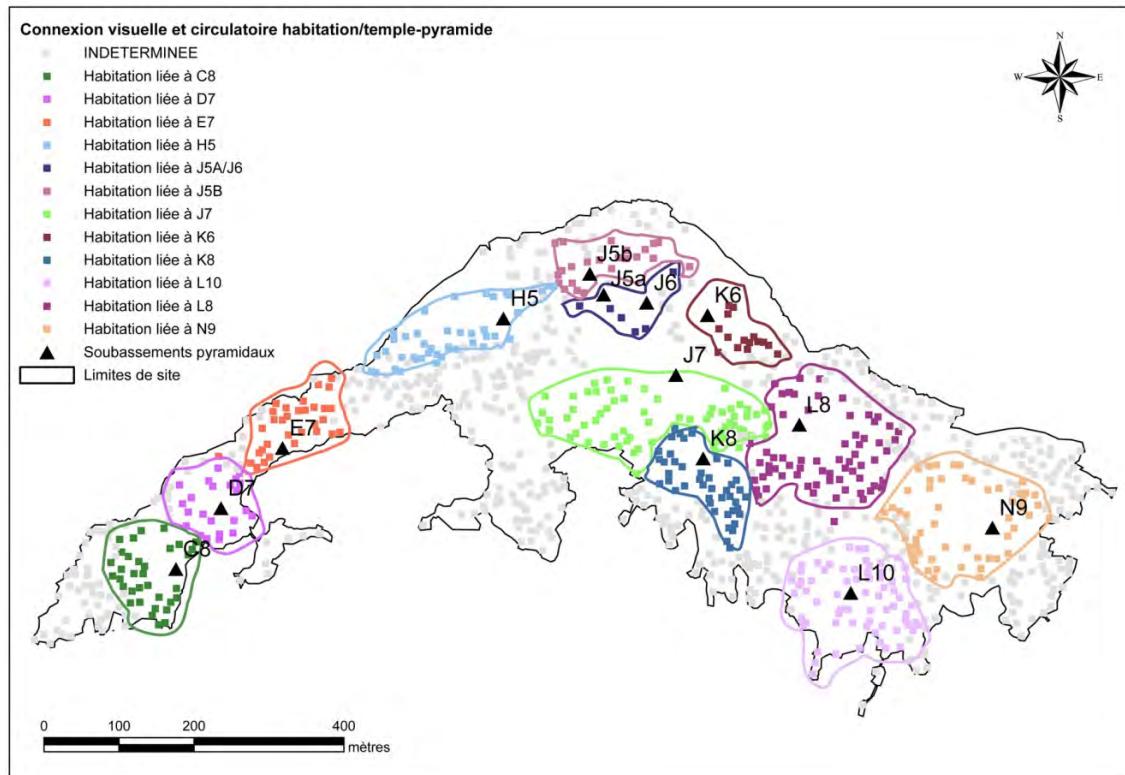 Connexion visuelle et circulatoire habitation/temple-pyramide
INDETERMINEE
Habitation liée à C8
Habitation liée à D7
Habitation liée à E7
Habitation liée à H5
Habitation liée à J5A/J6
Habitation liée à J5B
Habitation liée à J7
Habitation liée à K6
Habitation liée à K8
Habitation liée à L10
Habitation liée à L8
Habitation liée à N9
Soubassements pyramidaux
Limites de site
N
W E
S
J5b
J5a J6
H5
K6
J7
L8
E7
K8
D7
N9
C8
L10
0 100 200 400
mètres